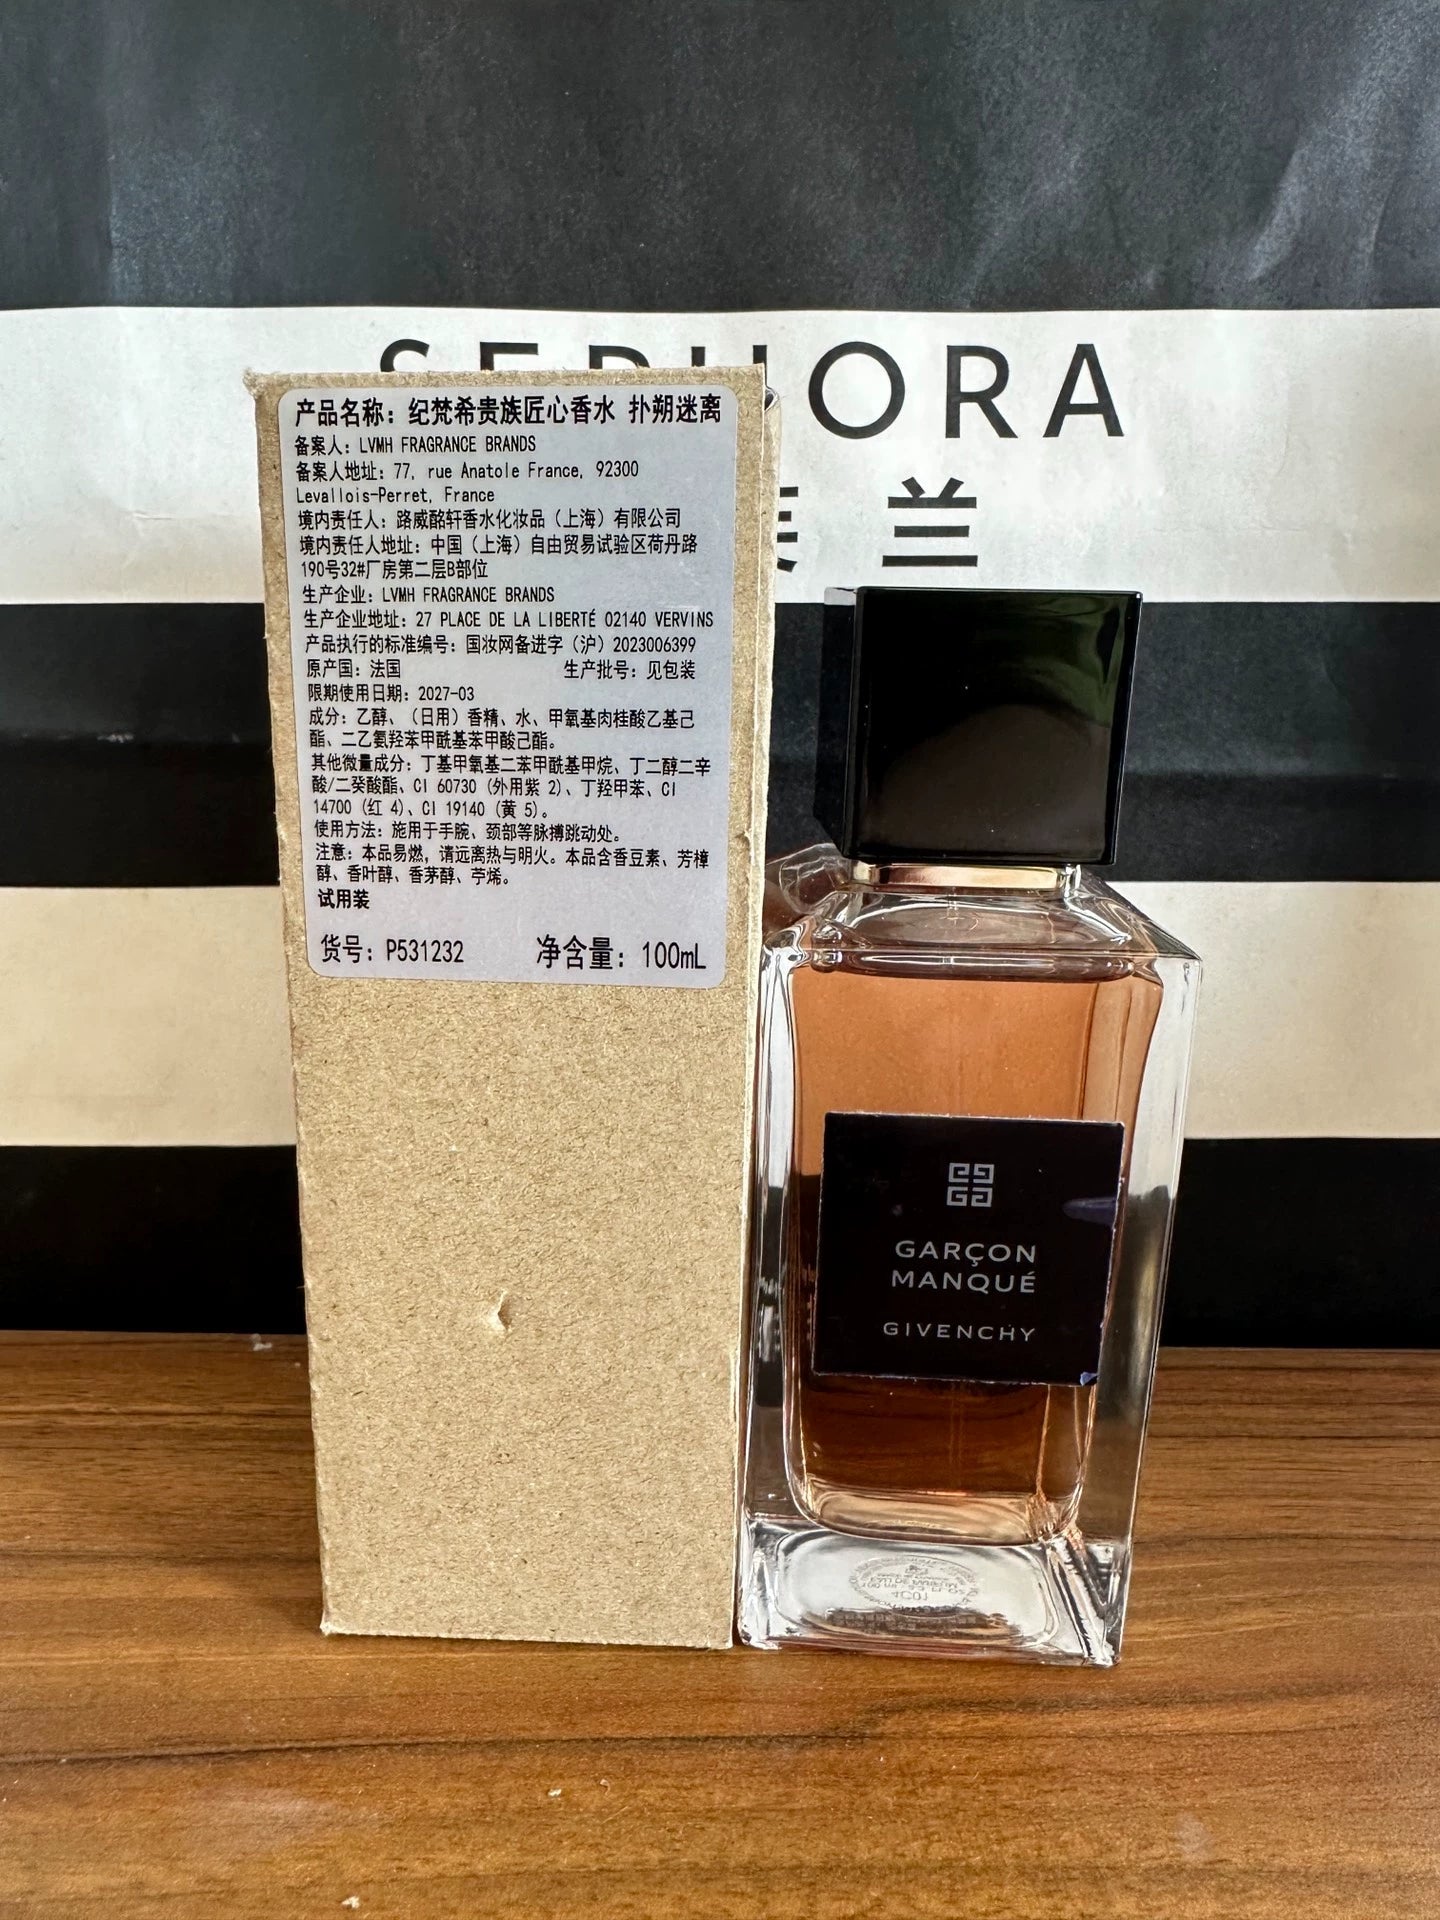 SEPHORA
兰
产品名称：纪梵希贵族匠心香水 扑朔迷离
备案人：LVMH FRAGRANCE BRANDS
备案人地址：77, rue Anatole France, 92300
Levallois-Perret, France
境内责任人：路威酩轩香水化妆品（上海）有限公司
境内责任人地址：中国（上海）自由贸易试验区荷丹路
190号32#厂房第二层B部位
生产企业：LVMH FRAGRANCE BRANDS
生产企业地址：27 PLACE DE LA LIBERTÉ 02140 VERVINS
产品执行的标准编号：国妆网备进字（沪）2023006399
原产国：法国 生产批号：见包装
限期使用日期：2027-03
成分：乙醇、（日用）香精、水、甲氧基肉桂酸乙基己
酯、二乙氨羟苯甲酰基苯甲酸己酯。
其他微量成分：丁基甲氧基二苯甲酰基甲烷、丁二醇二辛
酸/二癸酸酯、CI 60730 (外用紫 2)、丁羟甲苯、CI
14700 (红 4)、CI 19140 (黄 5)。
使用方法：施用于手腕、颈部等脉搏跳动处。
注意：本品易燃，请远离热与明火。本品含香豆素、芳樟
醇、香叶醇、香茅醇、苧烯。
试用装
货号：P531232 净含量：100mL
GARÇON
MANQUÉ
GIVENCHY
4C01